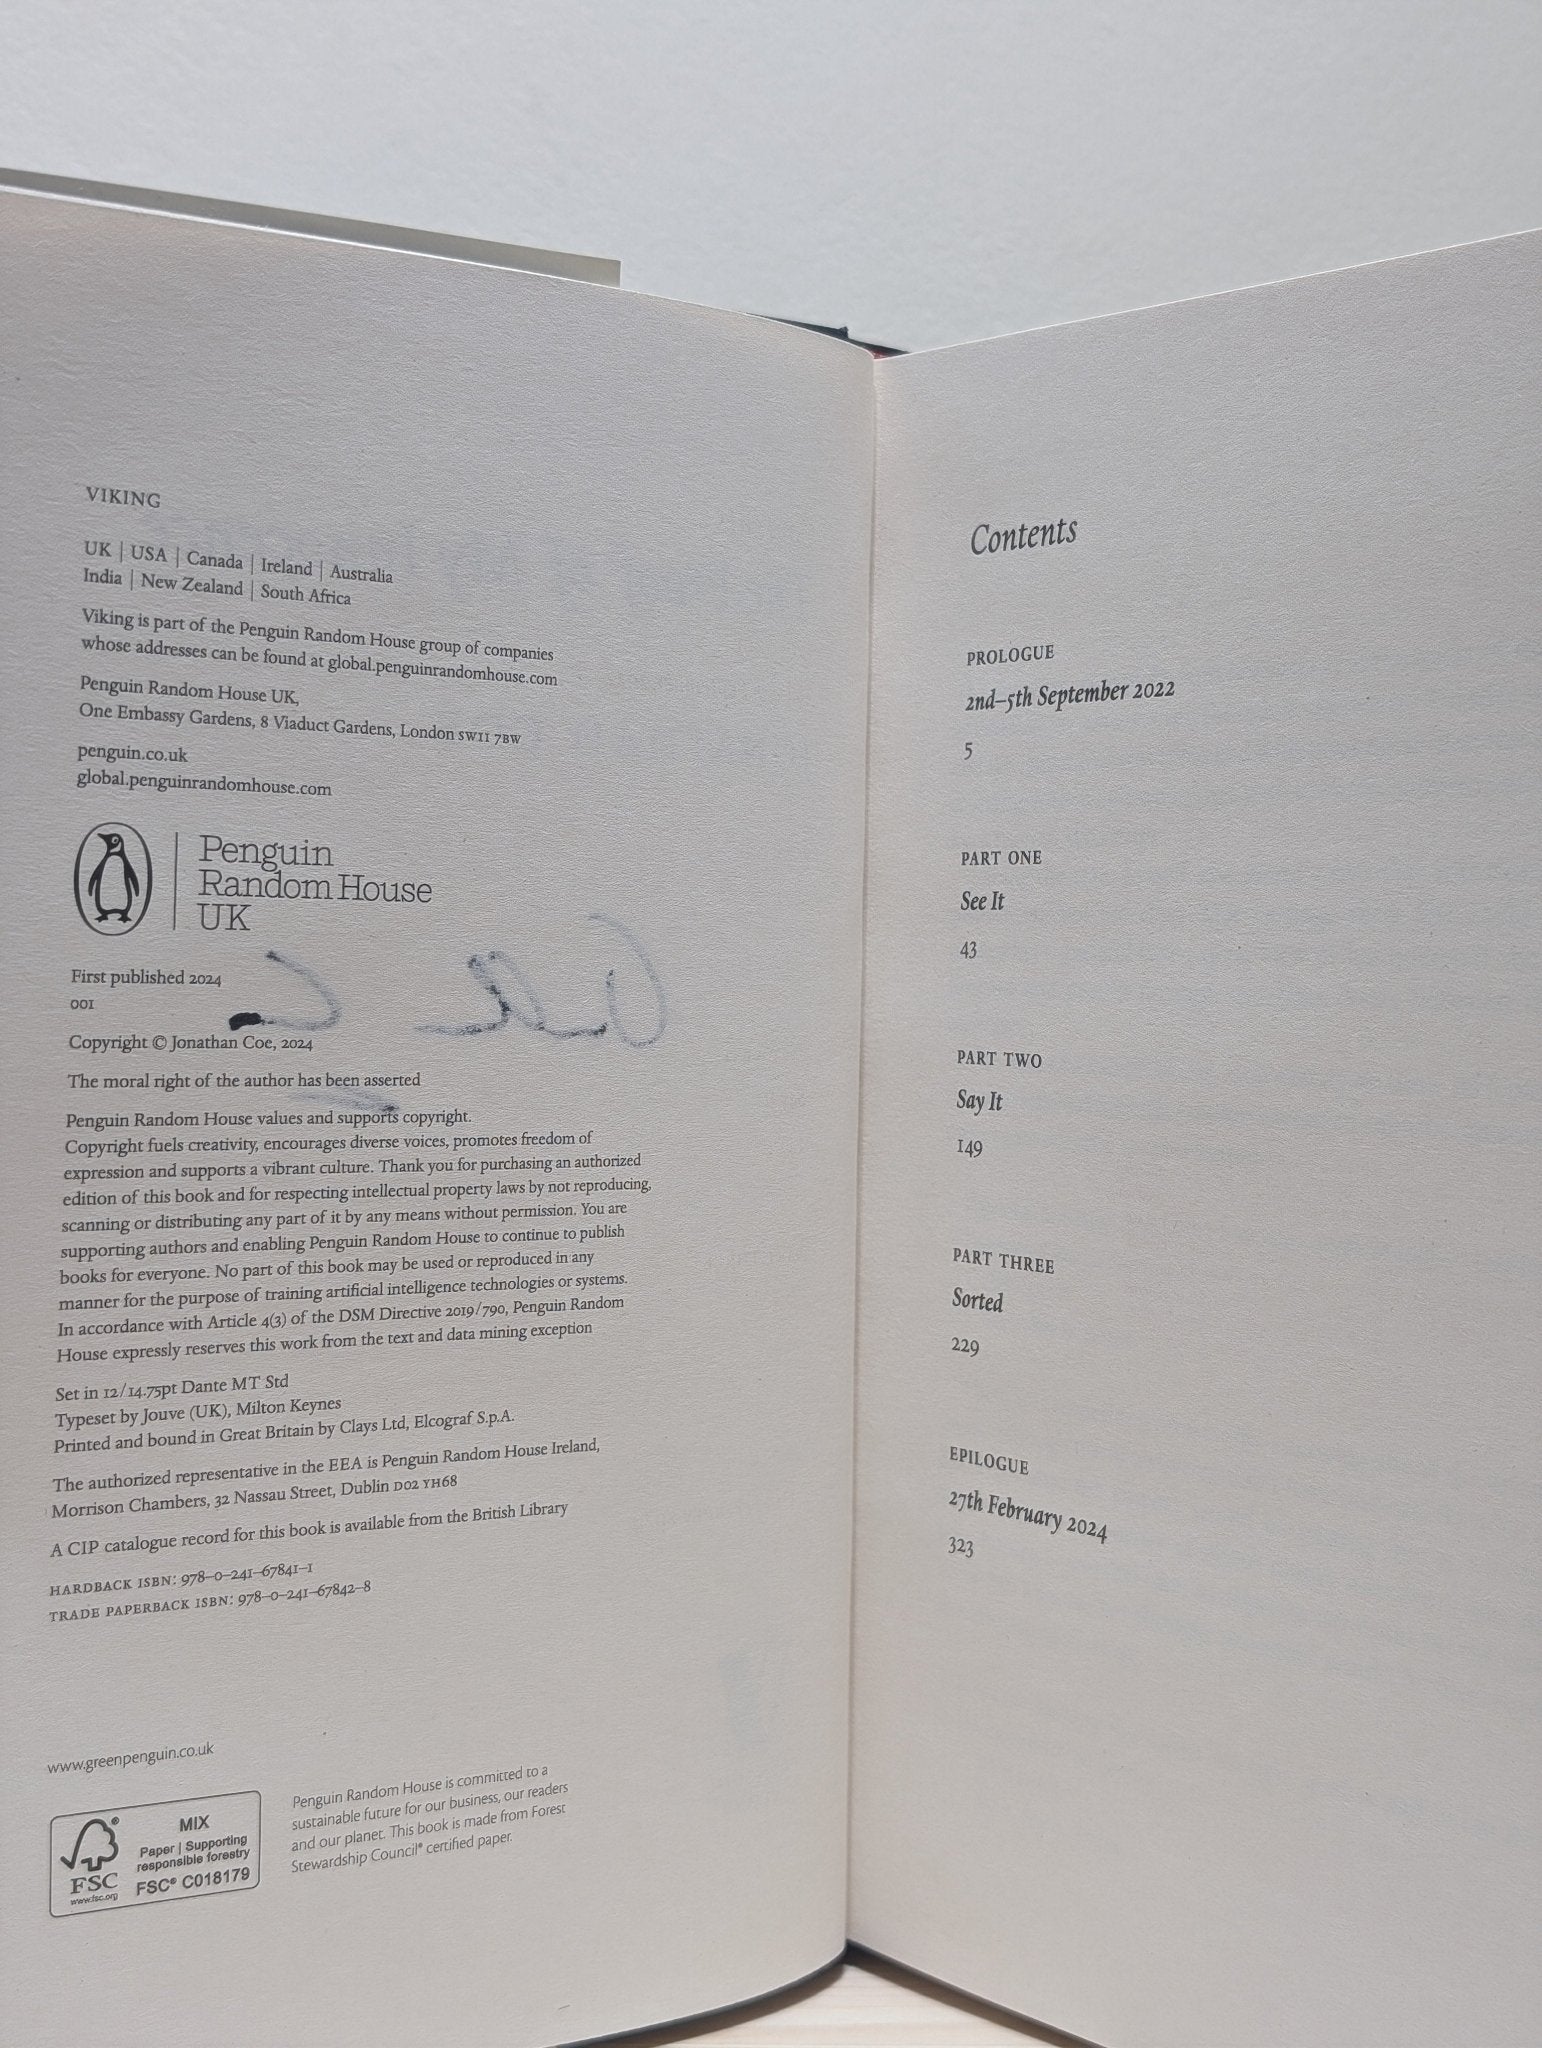 VIKING
UK | USA | Canada | Ireland | Australia
India | New Zealand | South Africa
Viking is part of the Penguin Random House group of companies
whose addresses can be found at global.penguinrandomhouse.com
Penguin Random House UK,
One Embassy Gardens, 8 Viaduct Gardens, London SW11 7BW
penguin.co.uk
global.penguinrandomhouse.com
Penguin
Random House
UK
First published 2024
001
Copyright © Jonathan Coe, 2024
The moral right of the author has been asserted
Penguin Random House values and supports copyright.
Copyright fuels creativity, encourages diverse voices, promotes freedom of
expression and supports a vibrant culture. Thank you for purchasing an authorized
edition of this book and for respecting intellectual property laws by not reproducing,
scanning or distributing any part of it by any means without permission. You are
supporting authors and enabling Penguin Random House to continue to publish
books for everyone. No part of this book may be used or reproduced in any
manner for the purpose of training artificial intelligence technologies or systems.
In accordance with Article 4(3) of the DSM Directive 2019/790, Penguin Random
House expressly reserves this work from the text and data mining exception
Set in 12/14.75pt Dante MT Std
Typeset by Jouve (UK), Milton Keynes
Printed and bound in Great Britain by Clays Ltd, Elcograf S.p.A.
The authorized representative in the EEA is Penguin Random House Ireland,
Morrison Chambers, 32 Nassau Street, Dublin D02 YH68
A CIP catalogue record for this book is available from the British Library
HARDBACK ISBN: 978–0–241–67841–1
TRADE PAPERBACK ISBN: 978–0–241–67842–8
www.greenpenguin.co.uk
MIX
Paper | Supporting
responsible forestry
FSC® C018179
FSC
www.fsc.org
Penguin Random House is committed to a
sustainable future for our business, our readers
and our planet. This book is made from Forest
Stewardship Council® certified paper.
Contents
PROLOGUE
2nd–5th September 2022
5
PART ONE
See It
43
PART TWO
Say It
149
PART THREE
Sorted
229
EPILOGUE
27th February 2024
323